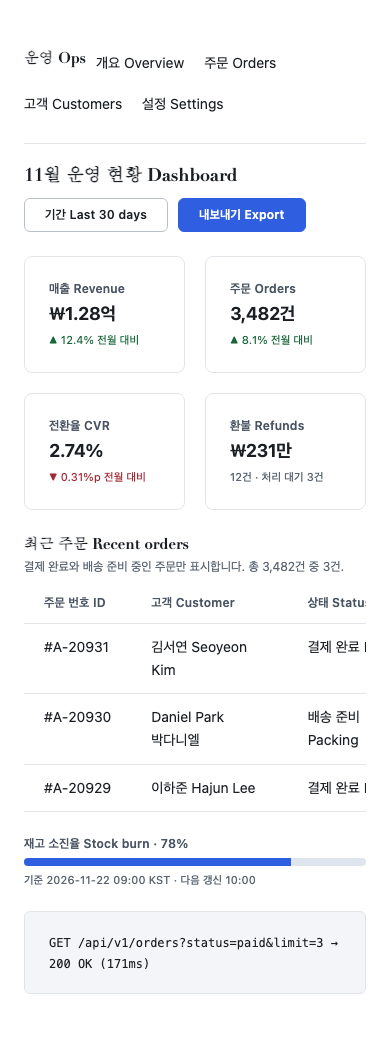 운영 Ops 개요 Overview 주문 Orders
고객 Customers 설정 Settings
11월 운영 현황 Dashboard
기간 Last 30 days 내보내기 Export
매출 Revenue
₩1.28억
▲ 12.4% 전월 대비
주문 Orders
3,482건
▲ 8.1% 전월 대비
전환율 CVR
2.74%
▼ 0.31%p 전월 대비
환불 Refunds
₩231만
12건 · 처리 대기 3건
최근 주문 Recent orders
결제 완료와 배송 준비 중인 주문만 표시합니다. 총 3,482건 중 3건.
주문 번호 ID 고객 Customer 상태 Statu
#A-20931 김서연 Seoyeon Kim 결제 완료
#A-20930 Daniel Park 박다니엘 배송 준비 Packing
#A-20929 이하준 Hajun Lee 결제 완료
재고 소진율 Stock burn · 78%
기준 2026-11-22 09:00 KST · 다음 갱신 10:00
GET /api/v1/orders?status=paid&limit=3 →
200 OK (171ms)